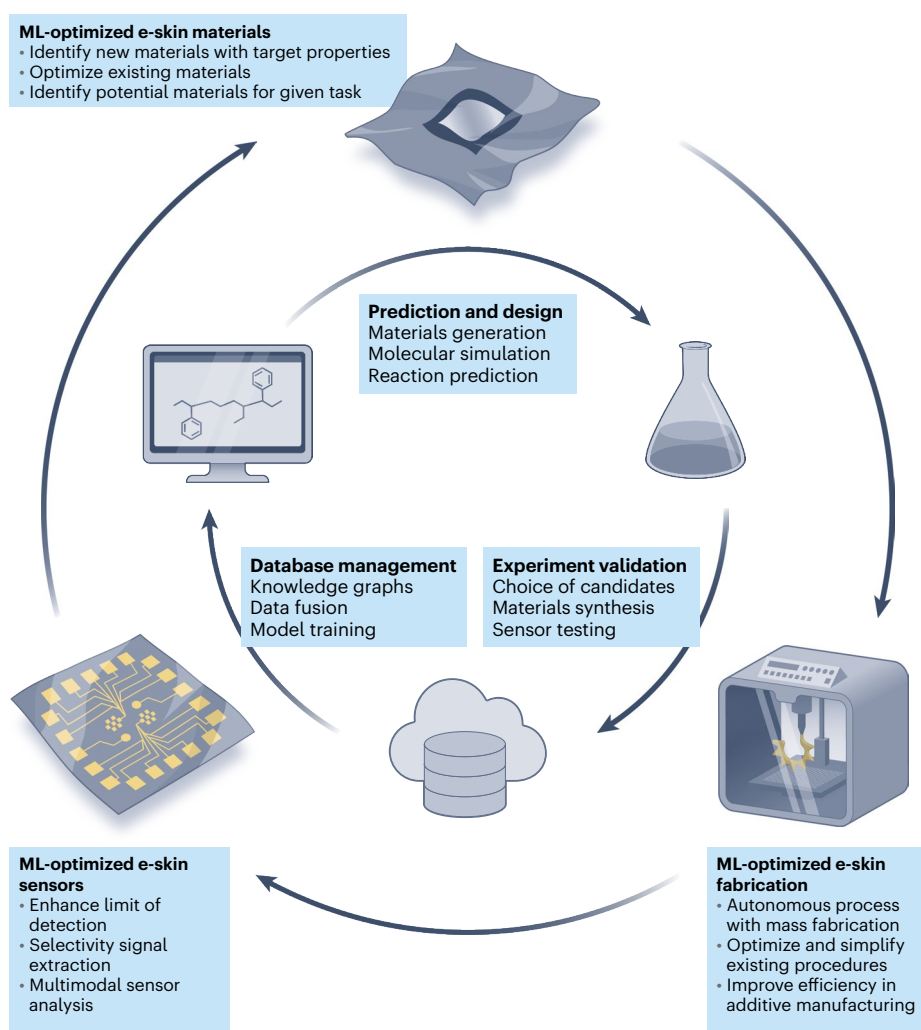 ML-optimized e-skin materials
• Identify new materials with target properties
• Optimize existing materials
• Identify potential materials for given task
Prediction and design
Materials generation
Molecular simulation
Reaction prediction
Database management
Knowledge graphs
Data fusion
Model training
Experiment validation
Choice of candidates
Materials synthesis
Sensor testing
ML-optimized e-skin
sensors
• Enhance limit of
detection
• Selectivity signal
extraction
• Multimodal sensor
analysis
ML-optimized e-skin
fabrication
• Autonomous process
with mass fabrication
• Optimize and simplify
existing procedures
• Improve efficiency in
additive manufacturing